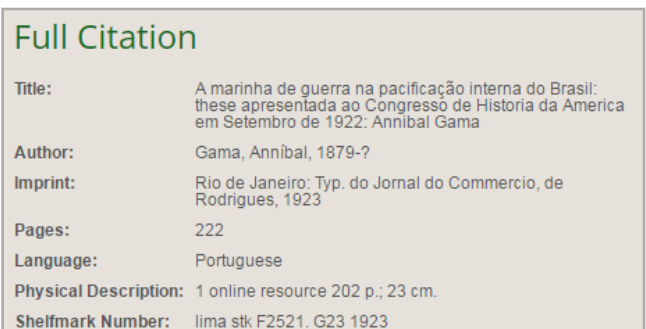 Full Citation
Title: A marinha de guerra na pacificação interna do Brasil:
these apresentada ao Congresso de Historia da America
em Setembro de 1922: Annibal Gama
Author: Gama, Anníbal, 1879-?
Imprint: Rio de Janeiro: Typ. do Jornal do Commercio, de
Rodrigues, 1923
Pages: 222
Language: Portuguese
Physical Description: 1 online resource 202 p.; 23 cm.
Shelfmark Number: lima stk F2521. G23 1923